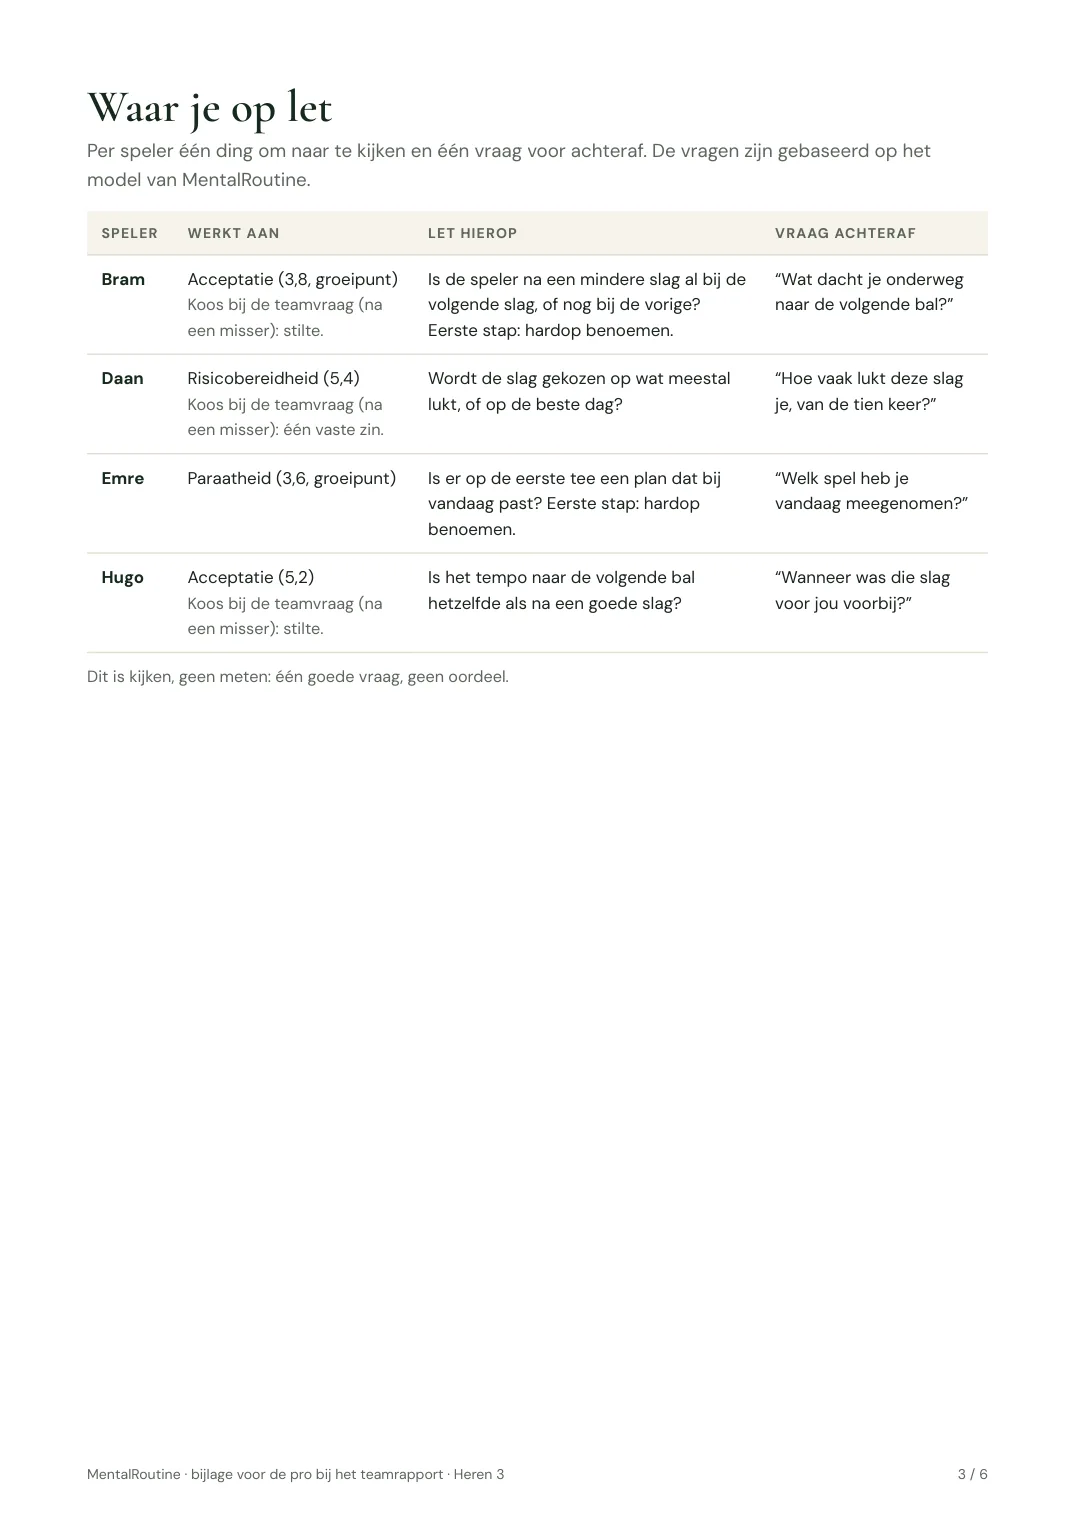 Waar je op let
Per speler één ding om naar te kijken en één vraag voor achteraf. De vragen zijn gebaseerd op het
model van MentalRoutine.
SPELER WERKT AAN LET HIEROP VRAAG ACHTERAF
Bram Acceptatie (3,8, groeipunt) Is de speler na een mindere slag al bij de “Wat dacht je onderweg
Koos bij de teamvraag (na volgende slag, of nog bij de vorige? naar de volgende bal?”
een misser): stilte. Eerste stap: hardop benoemen.
Daan Risicobereidheid (5,4) Wordt de slag gekozen op wat meestal “Hoe vaak lukt deze slag
Koos bij de teamvraag (na lukt, of op de beste dag? je, van de tien keer?”
een misser): één vaste zin.
Emre Paraatheid (3,6, groeipunt) Is er op de eerste tee een plan dat bij “Welk spel heb je
vandaag past? Eerste stap: hardop vandaag meegenomen?”
benoemen.
Hugo Acceptatie (5,2) Is het tempo naar de volgende bal “Wanneer was die slag
Koos bij de teamvraag (na hetzelfde als na een goede slag? voor jou voorbij?”
een misser): stilte.
Dit is kijken, geen meten: één goede vraag, geen oordeel.
MentalRoutine · bijlage voor de pro bij het teamrapport · Heren 3 3 / 6